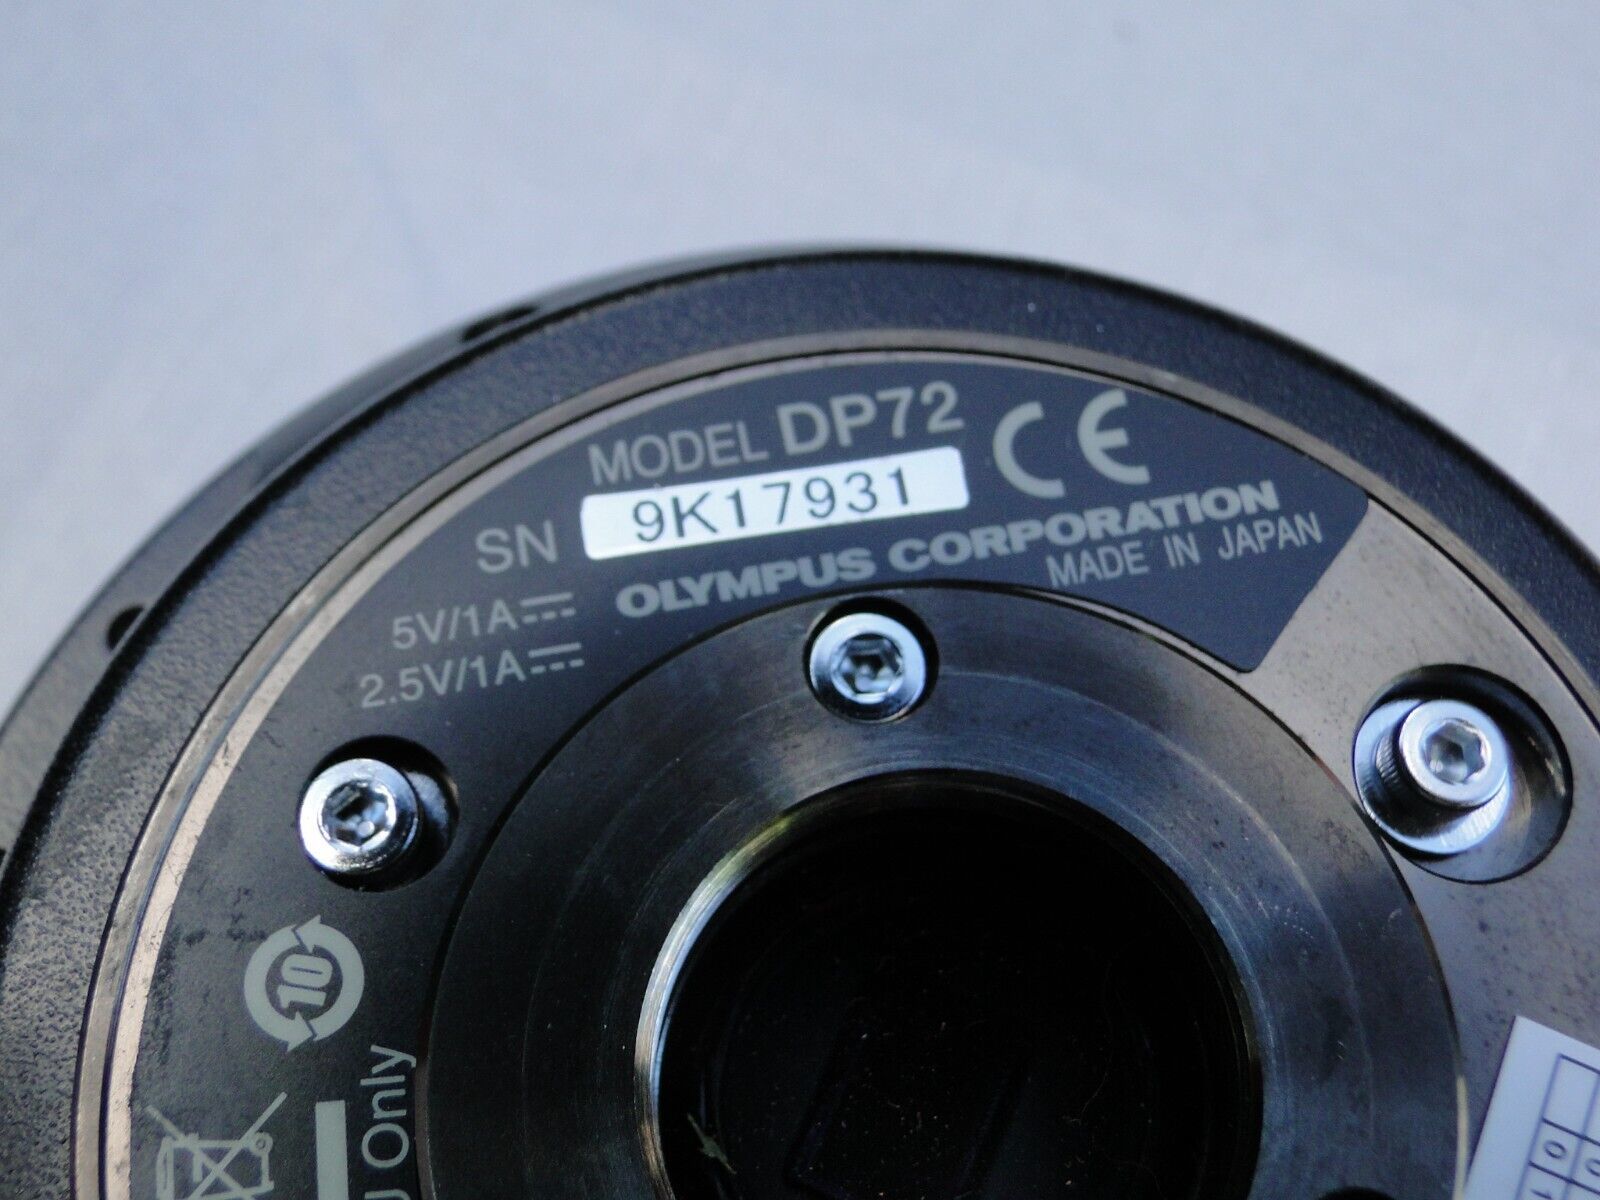 MODEL DP72
CE
SN 9K17931
OLYMPUS CORPORATION
MADE IN JAPAN
5V/1A
2.5V/1A
10
Only